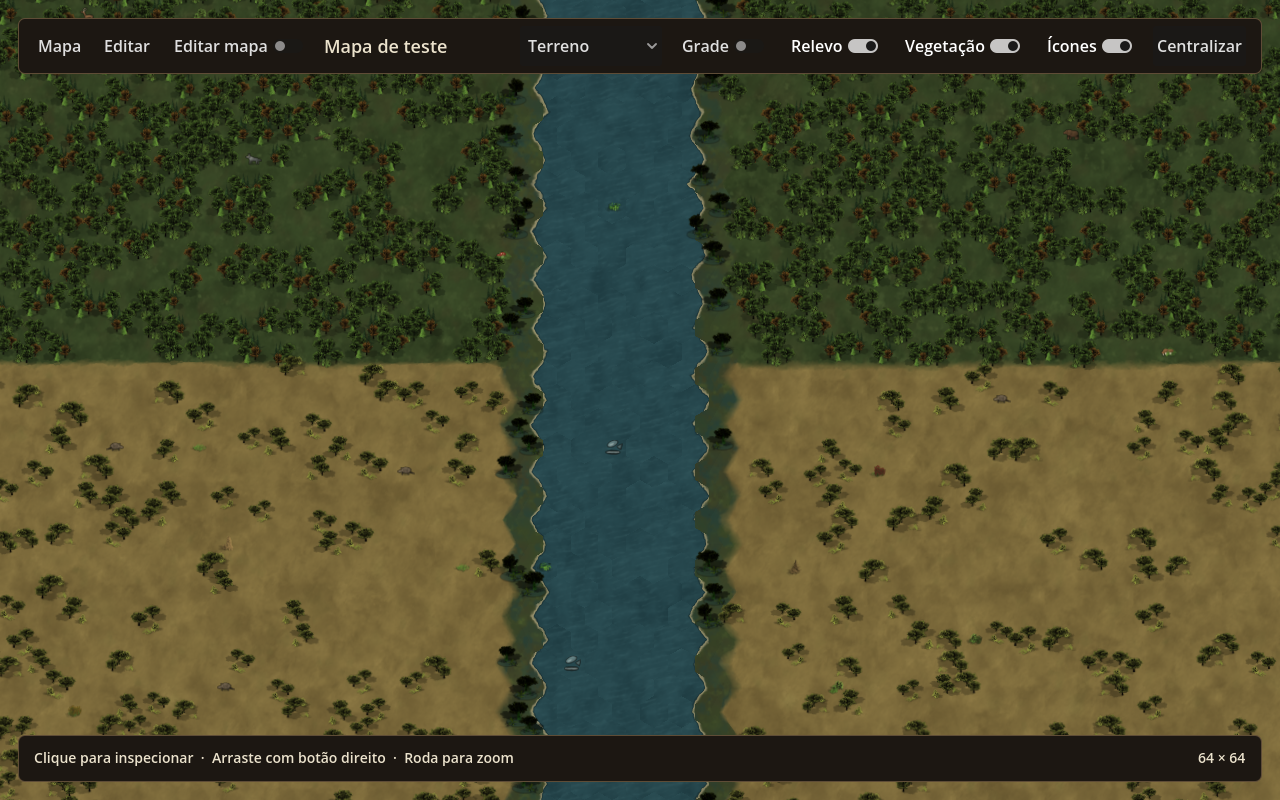 Mapa Editar Editar mapa Mapa de teste Terreno Grade Relevo Vegetação Ícones Centralizar
Clique para inspecionar · Arraste com botão direito · Roda para zoom 64 × 64